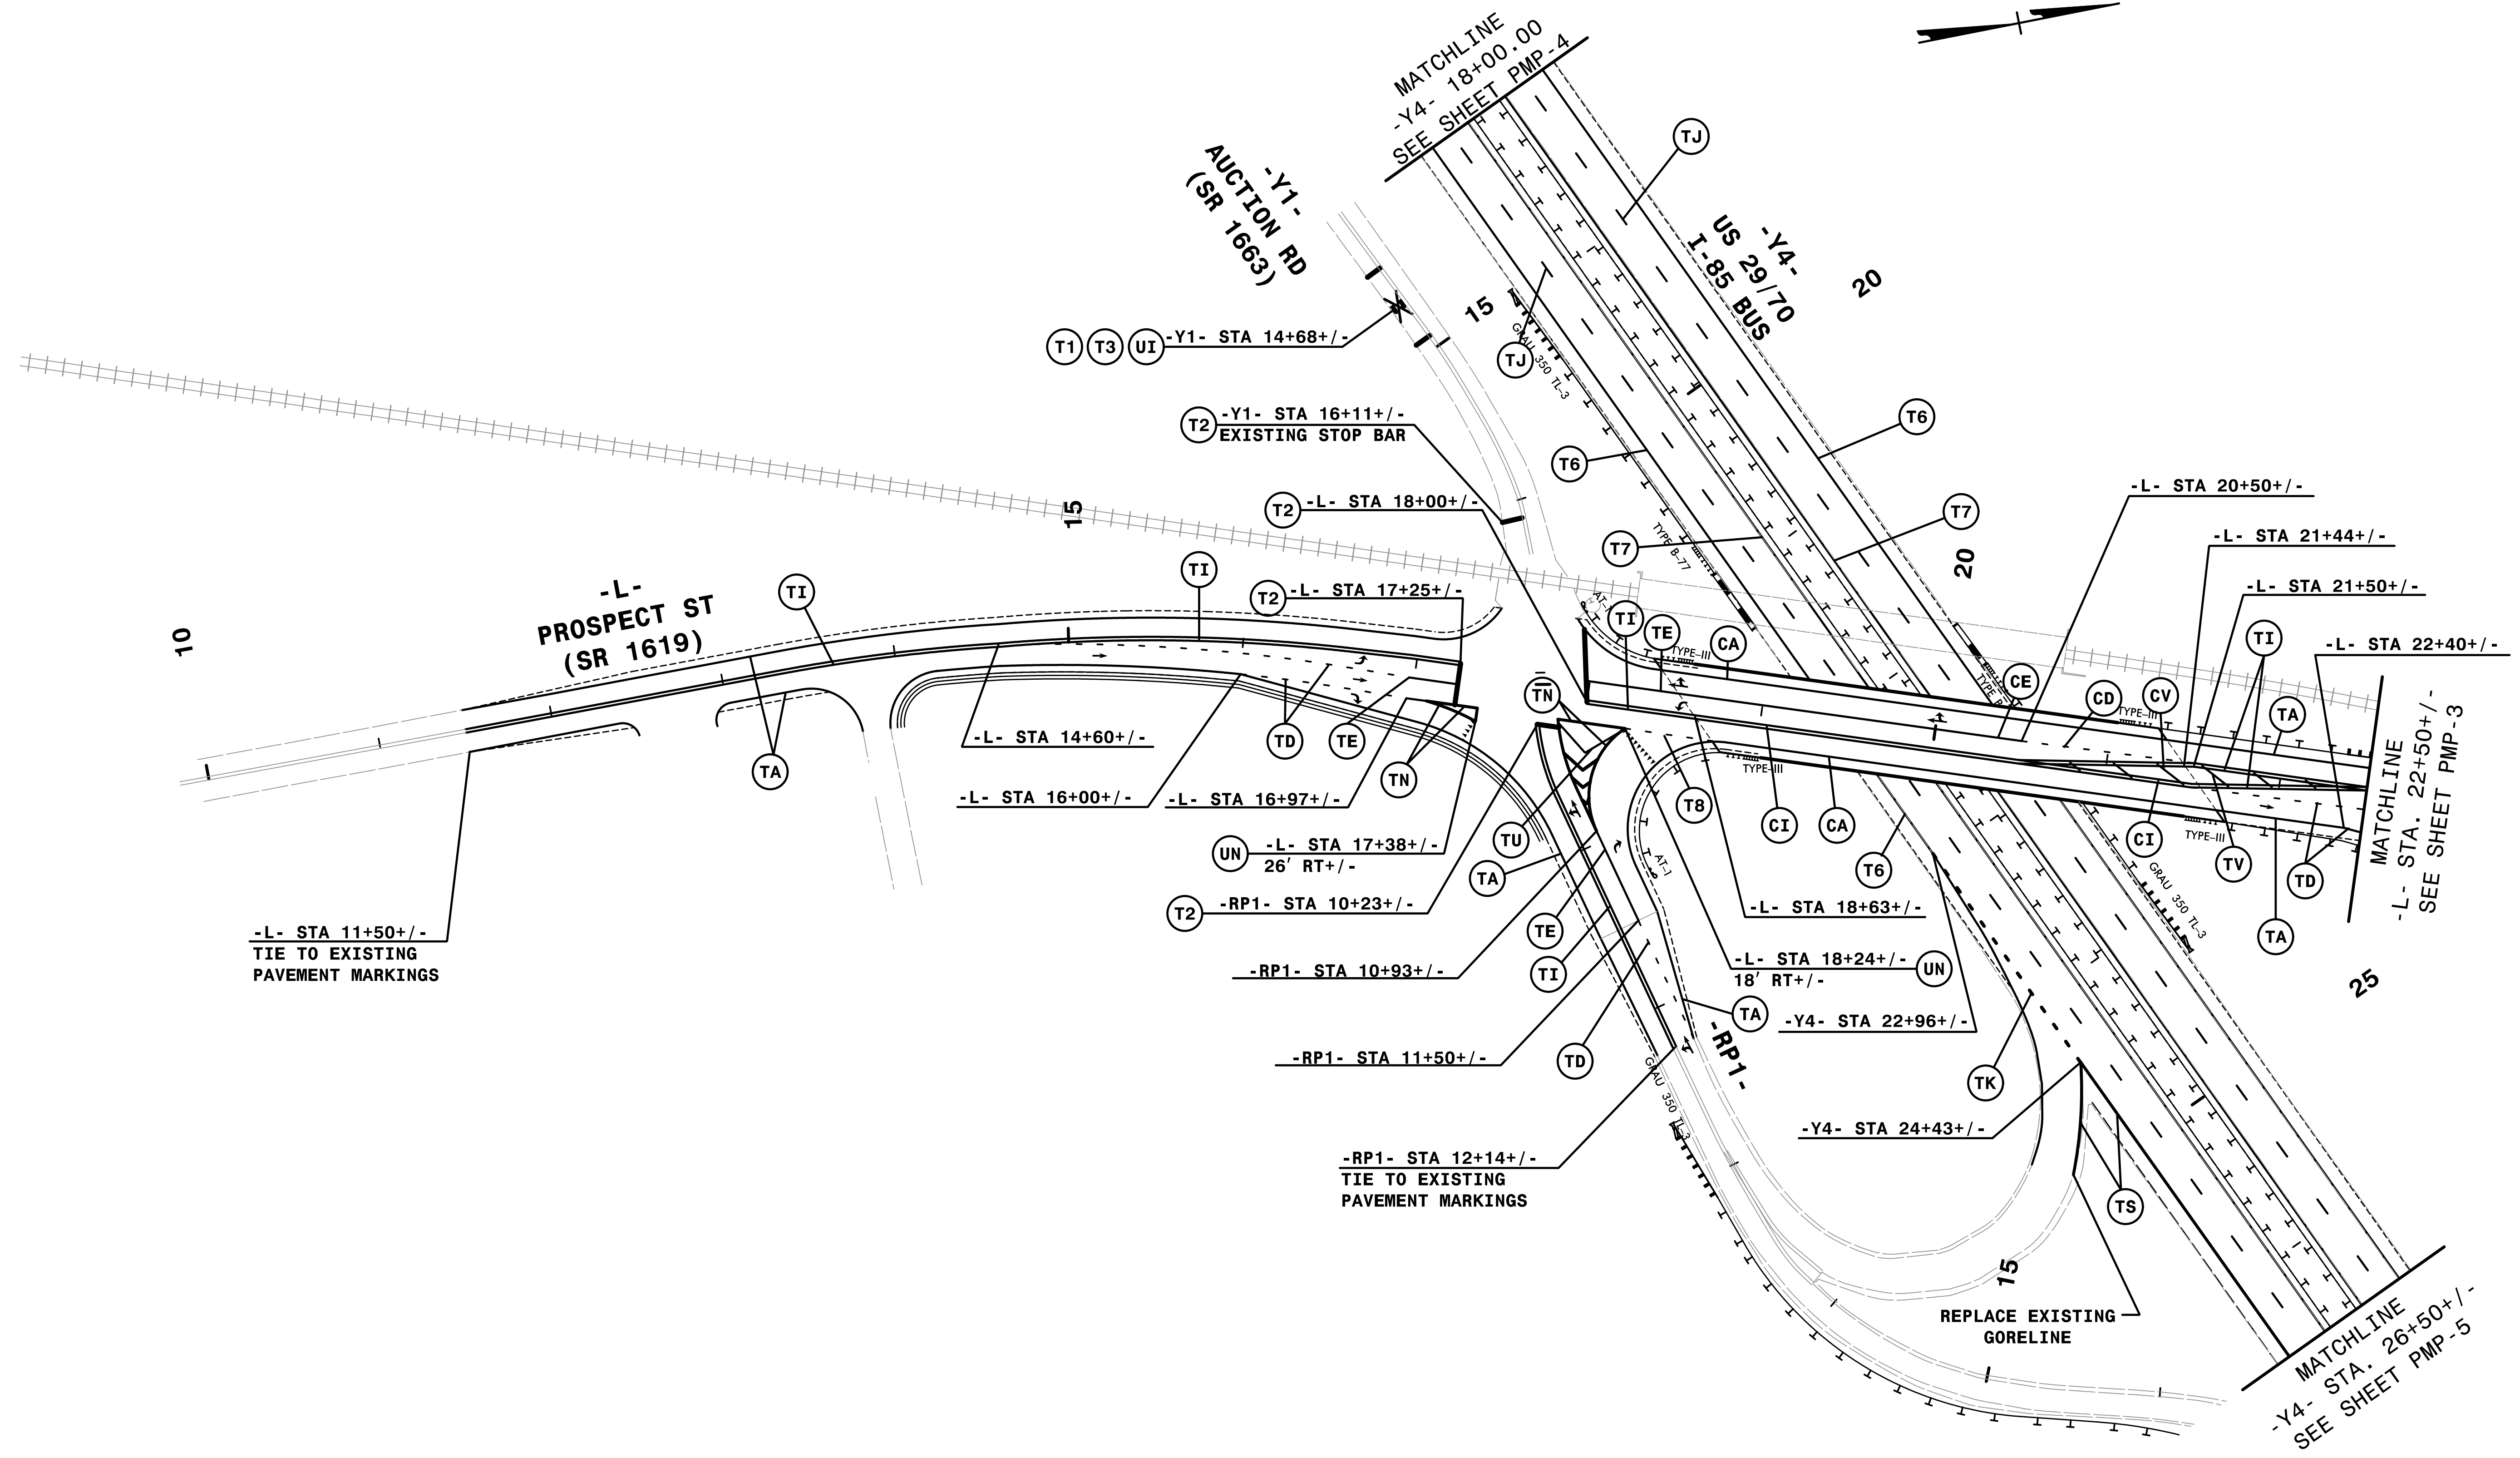 MATCHLINE
-Y4- 18+00.00
SEE SHEET PMP-4
-Y1-
AUCTION RD
(SR 1663)
TJ
-Y4-
US 29/70
I-85 BUS
20
15
GRAU 350 TL-3
TJ
T1 T3 UI -Y1- STA 14+68+/-
T2 -Y1- STA 16+11+/-
EXISTING STOP BAR
T6
T6
T2 -L- STA 18+00+/-
-L- STA 20+50+/-
15
T7
T7
TYPE B-77
20
-L- STA 21+44+/-
-L-
PROSPECT ST
(SR 1619)
10
TI
TI
T2 -L- STA 17+25+/-
AT-1
TI
TE
CA
TYPE-III
-L- STA 21+50+/-
TI
-L- STA 22+40+/-
TN
CE
CD
CV
TA
TYPE-III
TYPE B-
-L- STA 14+60+/-
TD
TE
TN
TA
TYPE-III
MATCHLINE
-L- STA. 22+50+/-
SEE SHEET PMP-3
-L- STA 16+00+/-
-L- STA 16+97+/-
T8
CI
CA
CI
TYPE-III
TU
UN -L- STA 17+38+/-
26' RT+/-
TA
AT-1
T6
TV
TD
GRAU 350 TL-3
T2 -RP1- STA 10+23+/-
-L- STA 18+63+/-
TE
TA
-L- STA 11+50+/-
TIE TO EXISTING
PAVEMENT MARKINGS
-RP1- STA 10+93+/-
TI
-L- STA 18+24+/- UN
18' RT+/-
25
TA
-Y4- STA 22+96+/-
-RP1- STA 11+50+/-
TD
-RP1-
TK
GRAU 350 TL-3
-Y4- STA 24+43+/-
-RP1- STA 12+14+/-
TIE TO EXISTING
PAVEMENT MARKINGS
TS
15
REPLACE EXISTING
GORELINE
MATCHLINE
-Y4- STA. 26+50+/-
SEE SHEET PMP-5